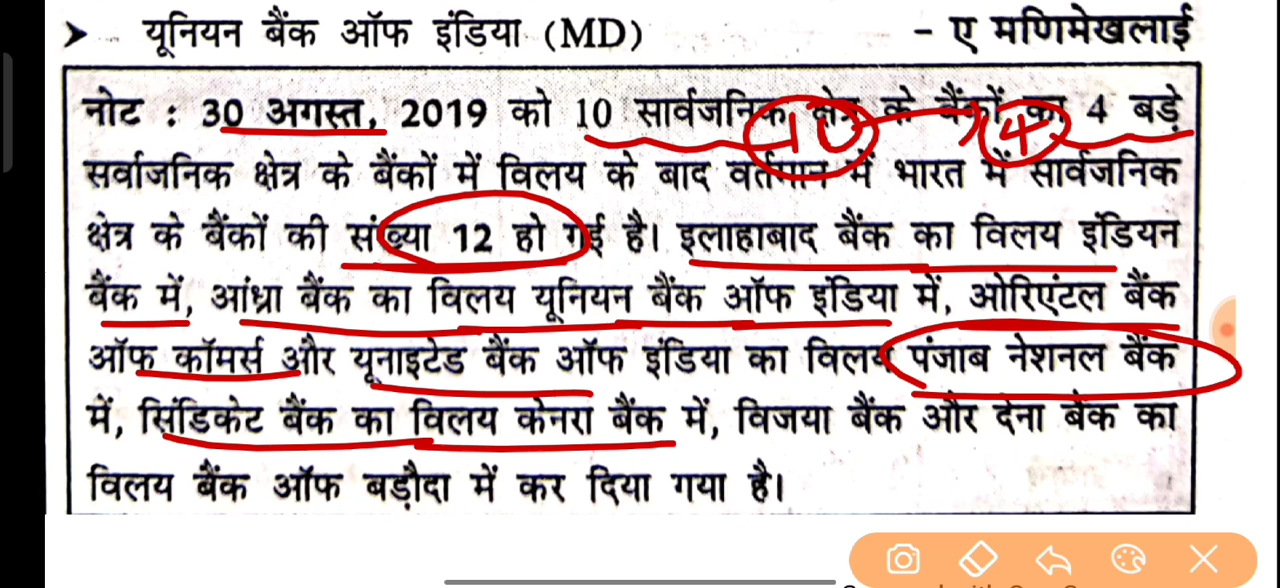 ➤ यूनियन बैंक ऑफ इंडिया (MD) - ए मणिमेखलाई
नोट : 30 अगस्त, 2019 को 10 सार्वजनिक क्षेत्र के बैंकों का 4 बड़े
10 4
सर्वाजनिक क्षेत्र के बैंकों में विलय के बाद वर्तमान में भारत में सार्वजनिक
क्षेत्र के बैंकों की संख्या 12 हो गई है। इलाहाबाद बैंक का विलय इंडियन
बैंक में, आंध्रा बैंक का विलय यूनियन बैंक ऑफ इंडिया में, ओरिएंटल बैंक
ऑफ कॉमर्स और यूनाइटेड बैंक ऑफ इंडिया का विलय पंजाब नेशनल बैंक
में, सिंडिकेट बैंक का विलय केनरा बैंक में, विजया बैंक और देना बैंक का
विलय बैंक ऑफ बड़ौदा में कर दिया गया है।